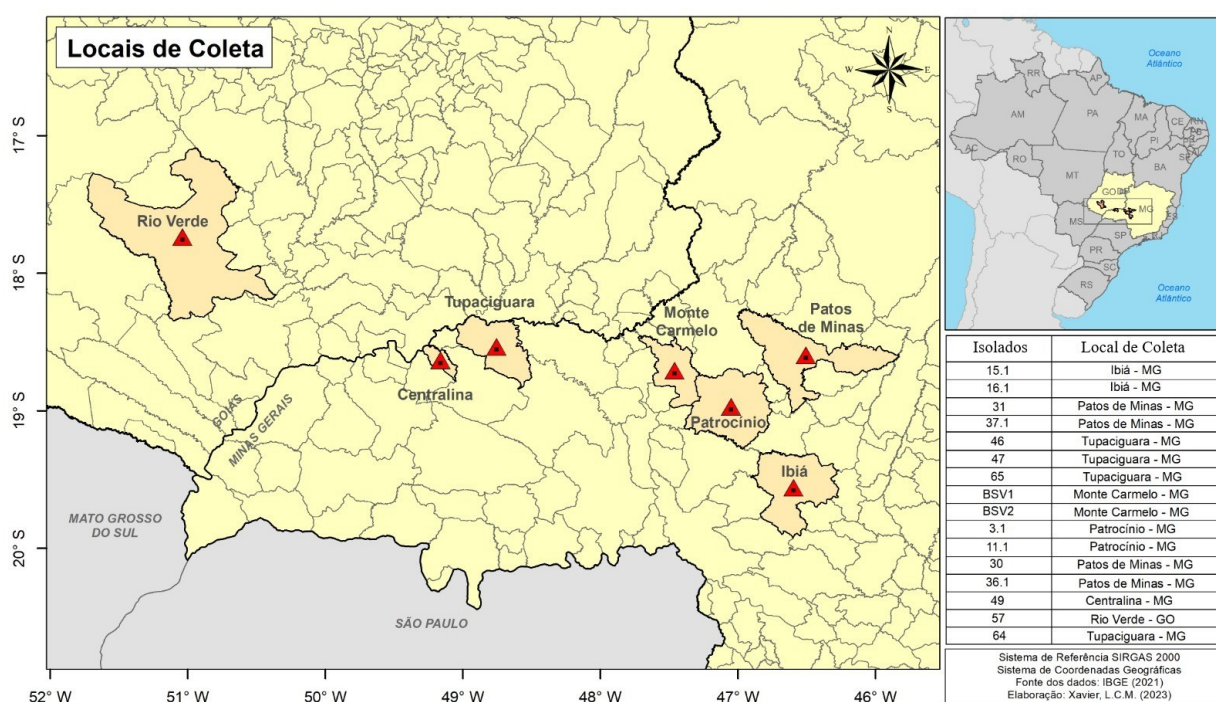 Locais de Coleta
N
W E
S
17°S
18°S
19°S
20°S
Rio Verde
Tupaciguara
Monte
Carmelo
Patos
de Minas
Centralina
Patrocínio
Ibiá
GOIÁS
MINAS GERAIS
MATO GROSSO
DO SUL
SÃO PAULO
52°W 51°W 50°W 49°W 48°W 47°W 46°W
Oceano
Atlântico
RR
AP
AM
PA
MA
CE
RN
PB
PI
AC
TO
RO
BA
MT
GO
MG
MS
ES
SP
RJ
PR
SC
RS
Oceano
Atlântico
Isolados Local de Coleta
15.1 Ibiá - MG
16.1 Ibiá - MG
31 Patos de Minas - MG
37.1 Patos de Minas - MG
46 Tupaciguara - MG
47 Tupaciguara - MG
65 Tupaciguara - MG
BSV1 Monte Carmelo - MG
BSV2 Monte Carmelo - MG
3.1 Patrocínio - MG
11.1 Patrocínio - MG
30 Patos de Minas - MG
36.1 Patos de Minas - MG
49 Centralina - MG
57 Rio Verde - GO
64 Tupaciguara - MG
Sistema de Referência SIRGAS 2000
Sistema de Coordenadas Geográficas
Fonte dos dados: IBGE (2021)
Elaboração: Xavier, L.C.M. (2023)